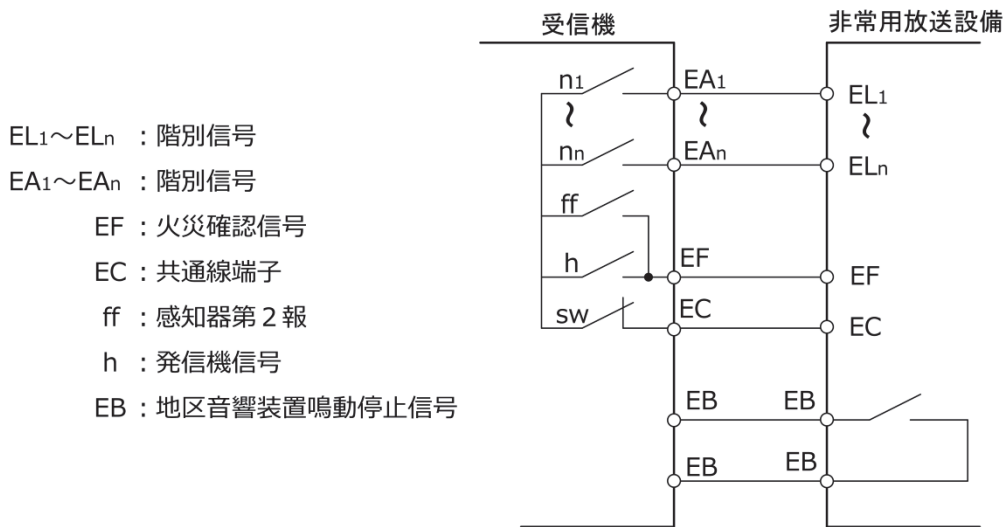 受信機
非常用放送設備
n1
EA1
EL1
～
～
～
nn
EAn
ELn
ff
h
EF
EF
sw
EC
EC
EB
EB
EB
EB
EL1～ELn ：階別信号
EA1～EAn ：階別信号
EF ：火災確認信号
EC ：共通線端子
ff ：感知器第２報
h ：発信機信号
EB ：地区音響装置鳴動停止信号